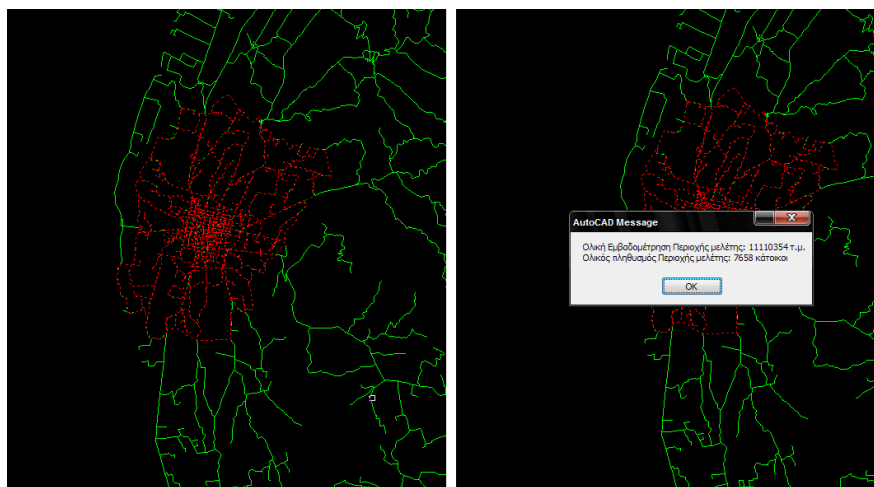 AutoCAD Message
Ολική Εμβαδομέτρηση Περιοχής μελέτης: 11110354 τ.μ.
Ολικός πληθυσμός Περιοχής μελέτης: 7658 κάτοικοι
OK